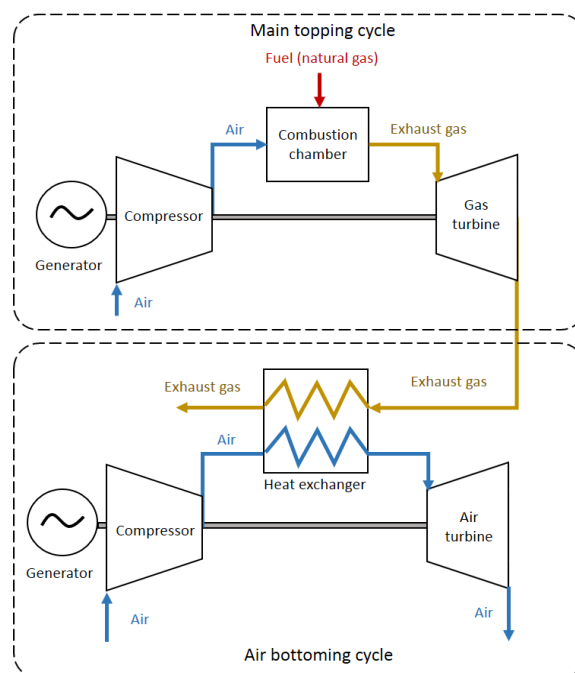 Main topping cycle
Fuel (natural gas)
Air
Combustion
chamber
Exhaust gas
Compressor
Gas
turbine
Generator
Air
Exhaust gas
Exhaust gas
Air
Heat exchanger
Compressor
Air
turbine
Generator
Air
Air
Air bottoming cycle